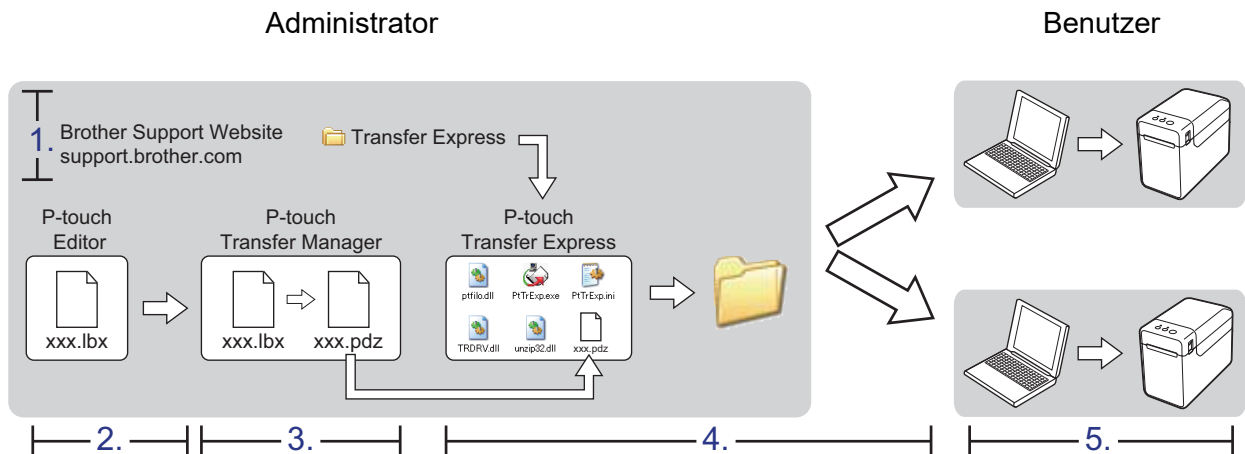 Administrator
Benutzer
1.
Brother Support Website
support.brother.com
Transfer Express
P-touch
Editor
xxx.lbx
P-touch
Transfer Manager
xxx.lbx
xxx.pdz
P-touch
Transfer Express
ptfilo.dll
PtTrExp.exe
PtTrExp.ini
TRDRV.dll
unzip32.dll
xxx.pdz
2.
3.
4.
5.